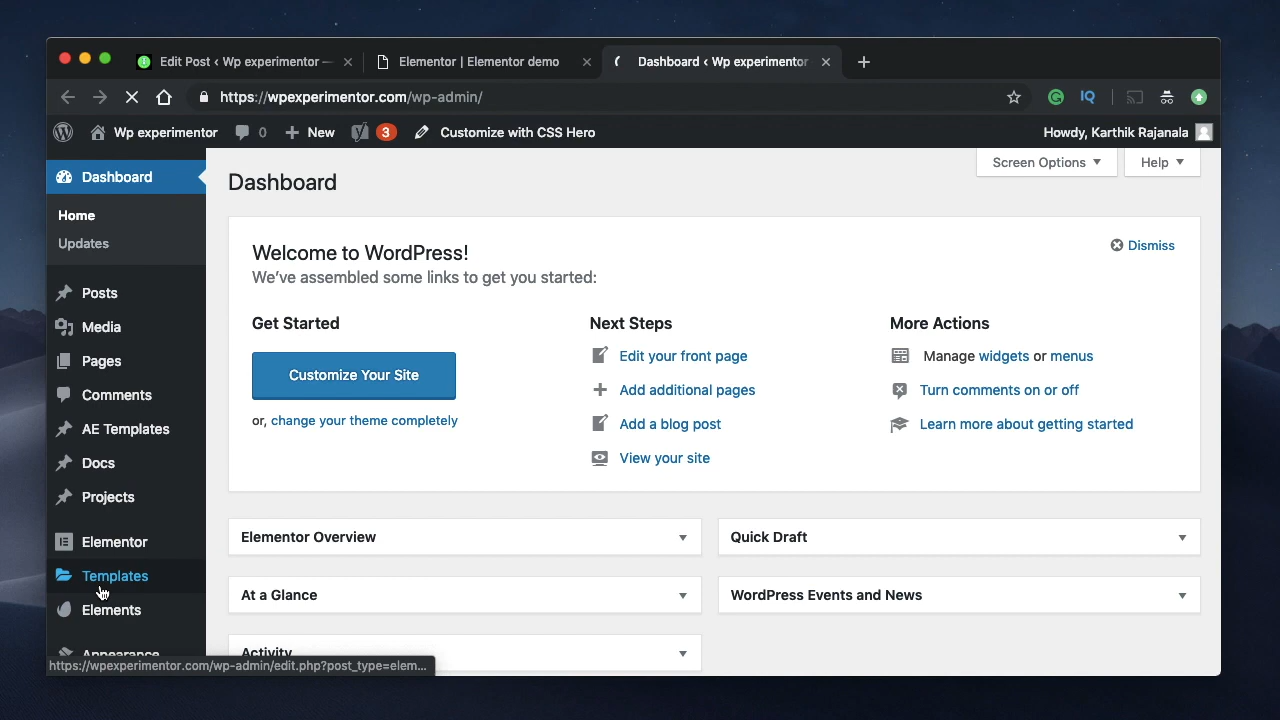 Edit Post ‹ Wp experimentor —
Elementor | Elementor demo
Dashboard ‹ Wp experimentor
https://wpexperimentor.com/wp-admin/
IQ
Wp experimentor
0
New
3
Customize with CSS Hero
Howdy, Karthik Rajanala
Dashboard
Home
Updates
Posts
Media
Pages
Comments
AE Templates
Docs
Projects
Elementor
Templates
Elements
Appearance
https://wpexperimentor.com/wp-admin/edit.php?post_type=elem...
Screen Options
Help
Dashboard
Welcome to WordPress!
We've assembled some links to get you started:
Dismiss
Get Started
Customize Your Site
or, change your theme completely
Next Steps
Edit your front page
Add additional pages
Add a blog post
View your site
More Actions
Manage widgets or menus
Turn comments on or off
Learn more about getting started
Elementor Overview
Quick Draft
At a Glance
WordPress Events and News
Activity